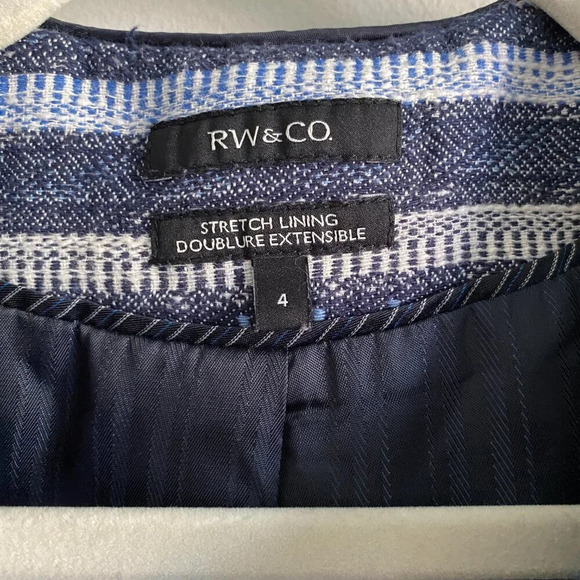 RW&CO.
STRETCH LINING
DOUBLURE EXTENSIBLE
4